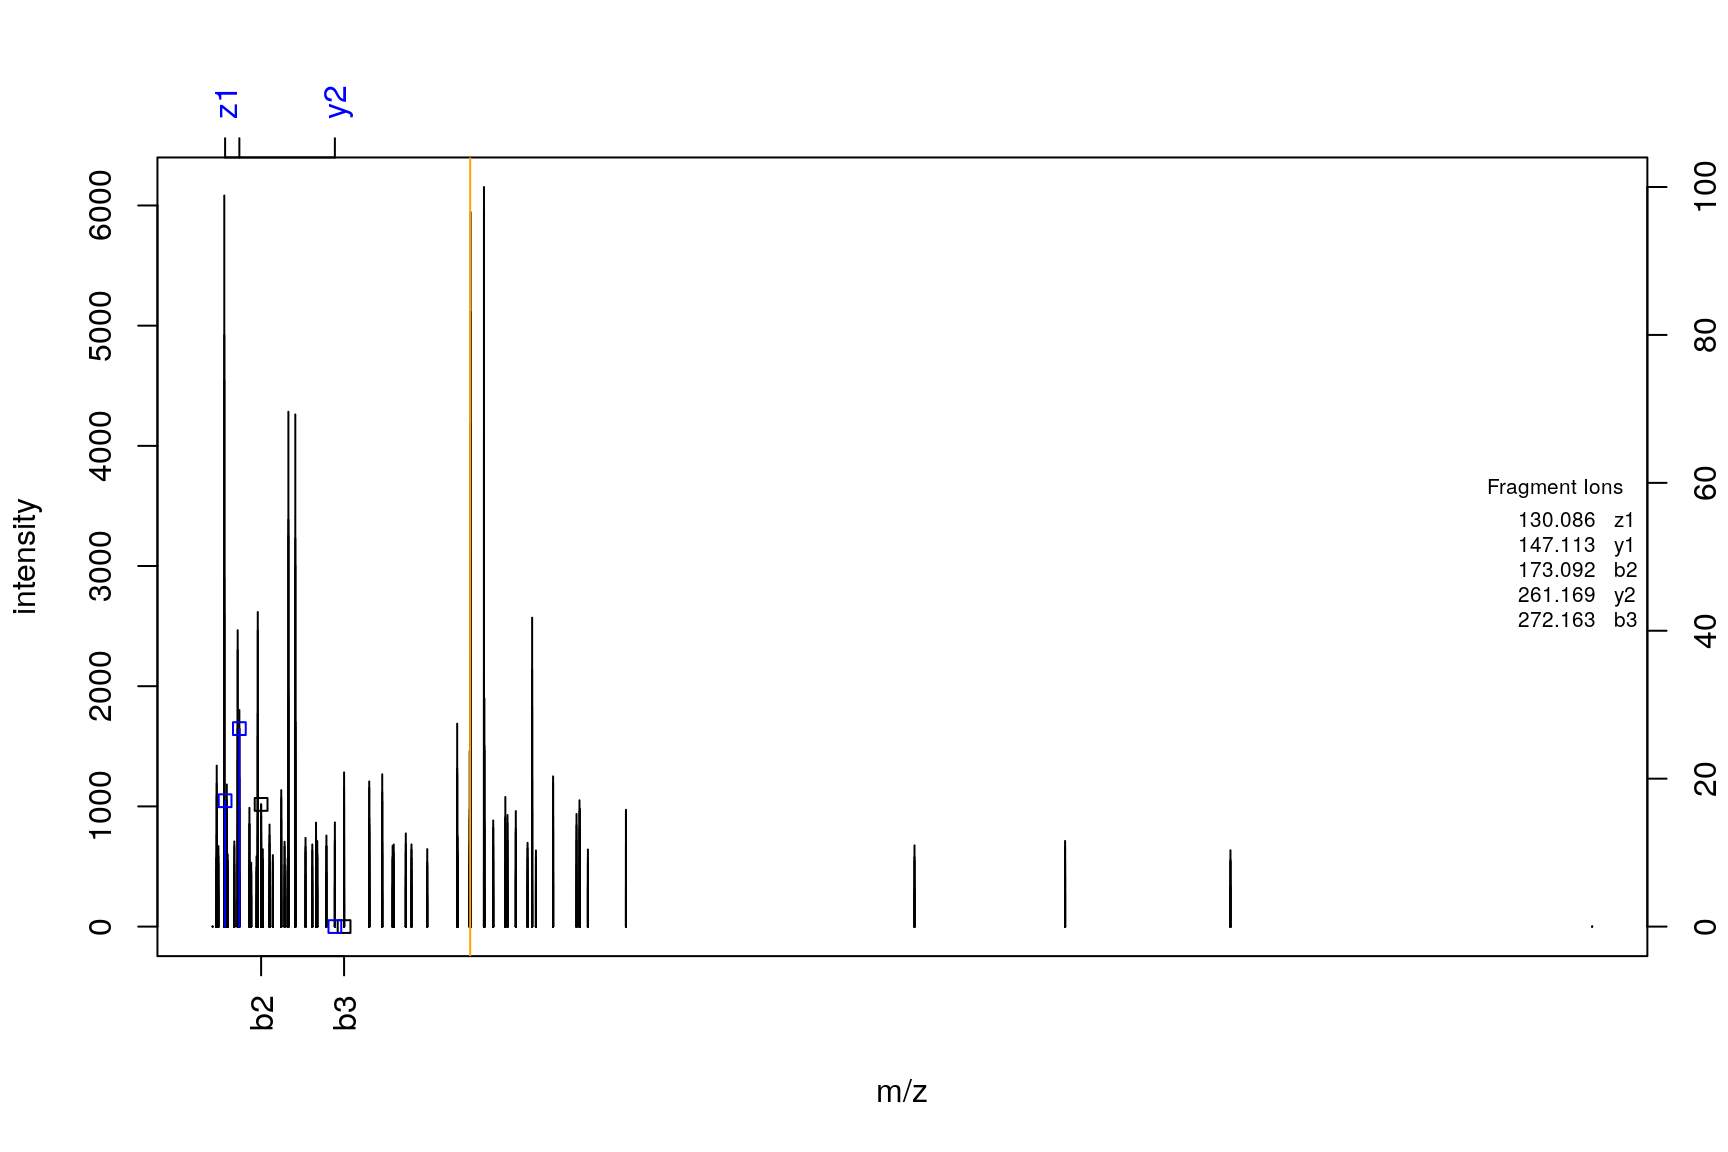 z1 y2
6000
5000
4000
3000
2000
1000
0
intensity
100
80
60
40
20
0
Fragment Ions
130.086 z1
147.113 y1
173.092 b2
261.169 y2
272.163 b3
b2 b3
m/z